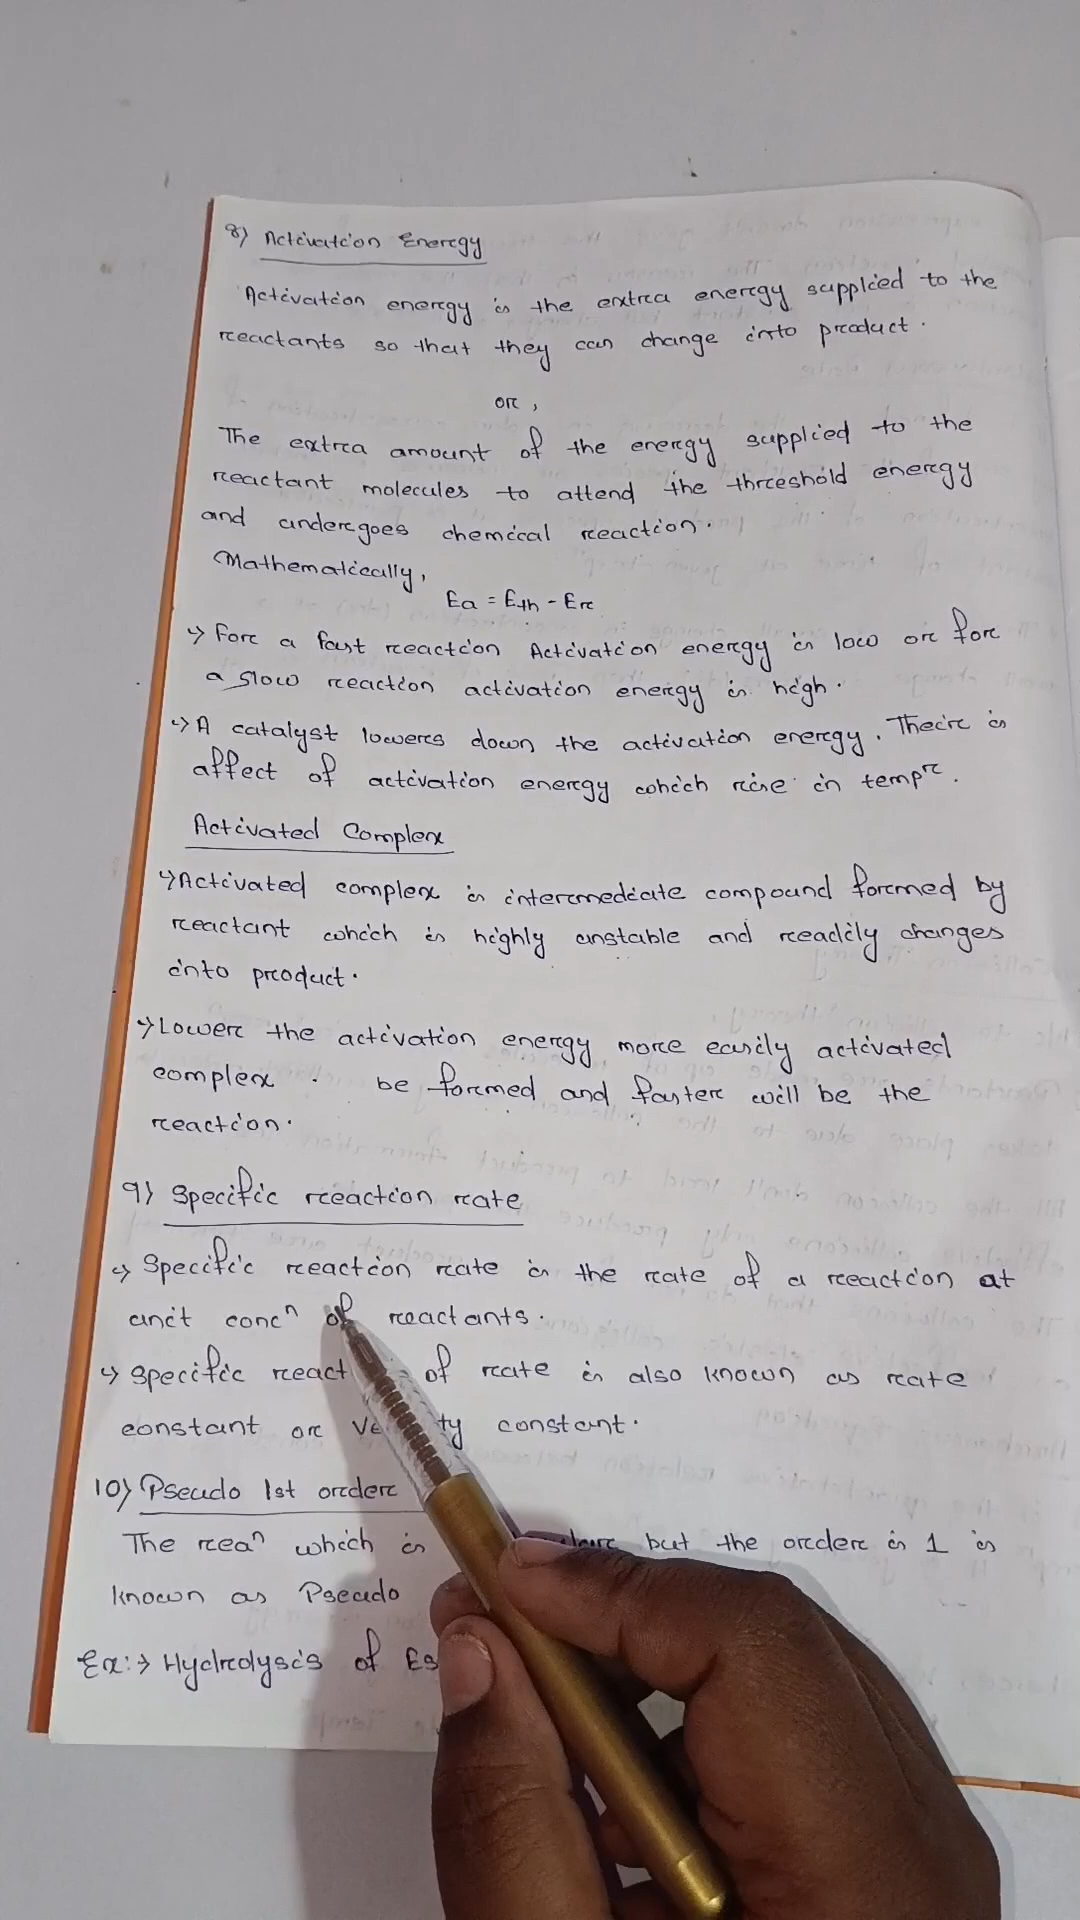 8) Activation Energy
Activation energy is the extra energy supplied to the
reactants so that they can change into product.
or,
The extra amount of the energy supplied to the
reactant molecules to attend the threshold energy
and undergoes chemical reaction.
Mathematically,
Ea = Eth - Er
→ For a fast reaction Activation energy is low or for
a slow reaction activation energy is high.
→ A catalyst lowers down the activation energy. Their is
affect of activation energy which rise in tempr.
Activated Complex
→ Activated complex is intermediate compound formed by
reactant which is highly unstable and readily changes
into product.
→ Lower the activation energy more easily activated
complex . be formed and faster will be the
reaction.
9) Specific reaction rate
→ Specific reaction rate is the rate of a reaction at
unit concn of reactants.
→ Specific react of rate is also known as rate
constant or ve ty constant.
10) Pseudo 1st order
The rean which is but the order is 1 is
known as Pseudo
Ex:→ Hydrolysis of Es